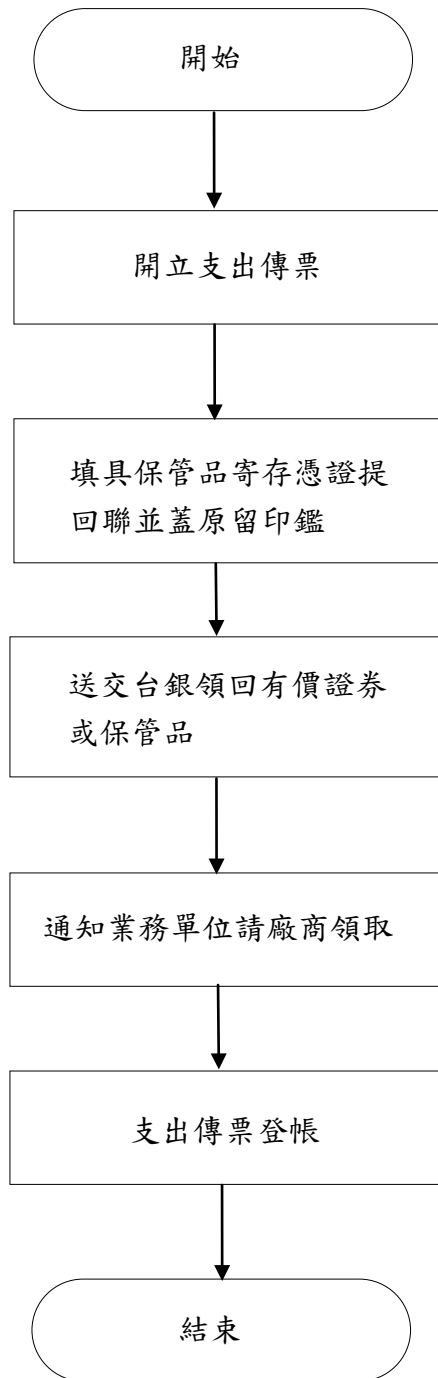 開始
開立支出傳票
填具保管品寄存憑證提
回聯並蓋原留印鑑
送交台銀領回有價證券
或保管品
通知業務單位請廠商領取
支出傳票登帳
結束